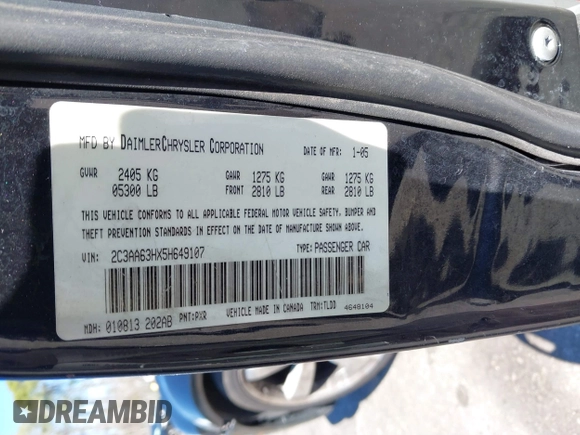 MFD BY DAIMLERCHRYSLER CORPORATION DATE OF MFR: 1-05
GVWR 2405 KG GAWR 1275 KG GAWR 1275 KG
05300 LB FRONT 2810 LB REAR 2810 LB
THIS VEHICLE CONFORMS TO ALL APPLICABLE FEDERAL MOTOR VEHICLE SAFETY, BUMPER AND
THEFT PREVENTION STANDARDS IN EFFECT ON THE DATE OF MANUFACTURE SHOWN ABOVE.
VIN: 2C3AA63HX5H649107 TYPE: PASSENGER CAR
MDH: 010813 202AB PNT: PXR VEHICLE MADE IN CANADA TRM: TLDD 4648104
DREAMBID